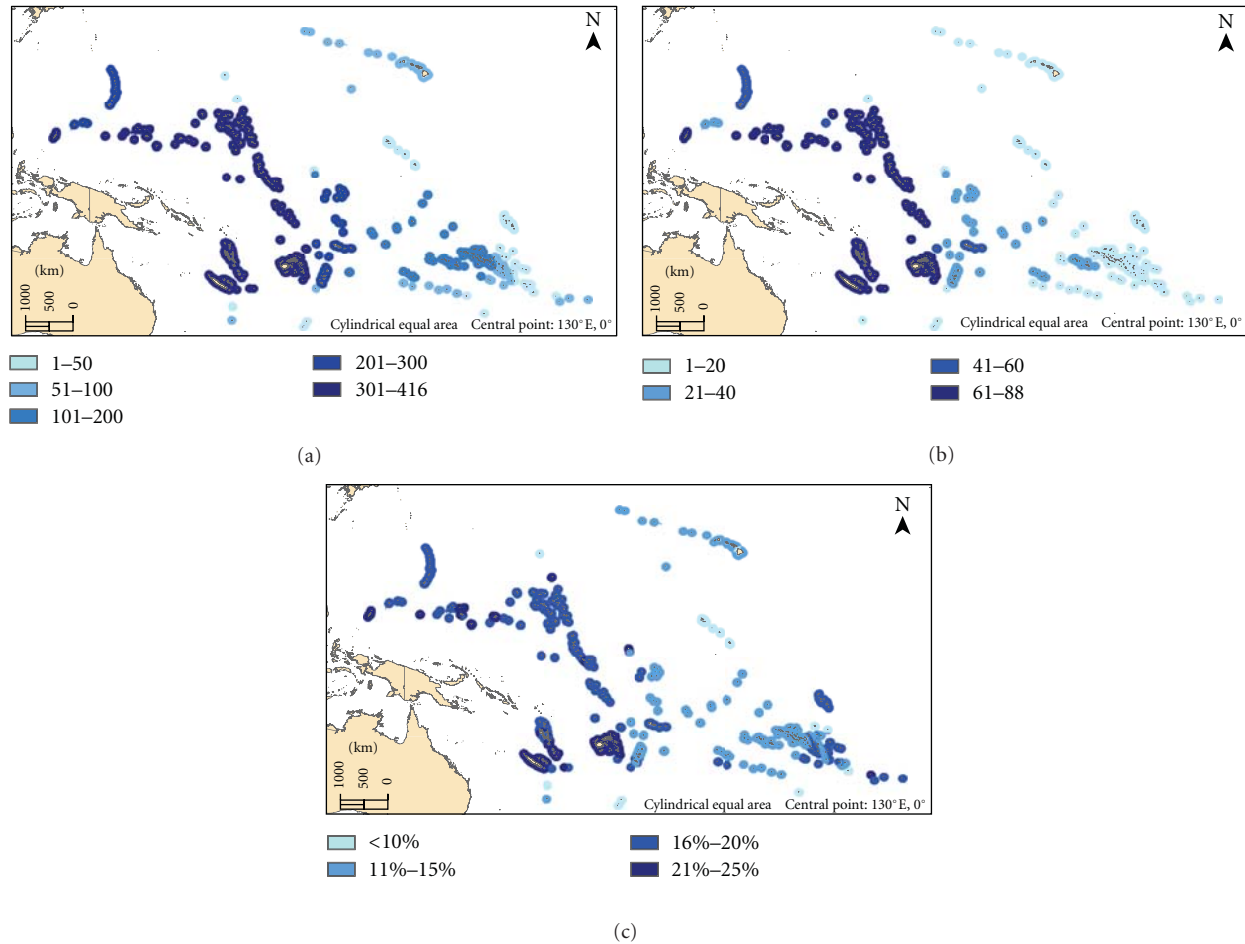 N
(km)
1000
500
0
Cylindrical equal area Central point: 130°E, 0°
1–50
51–100
101–200
201–300
301–416
(a)
N
(km)
1000
500
0
Cylindrical equal area Central point: 130°E, 0°
1–20
21–40
41–60
61–88
(b)
N
(km)
1000
500
0
Cylindrical equal area Central point: 130°E, 0°
<10%
11%–15%
16%–20%
21%–25%
(c)